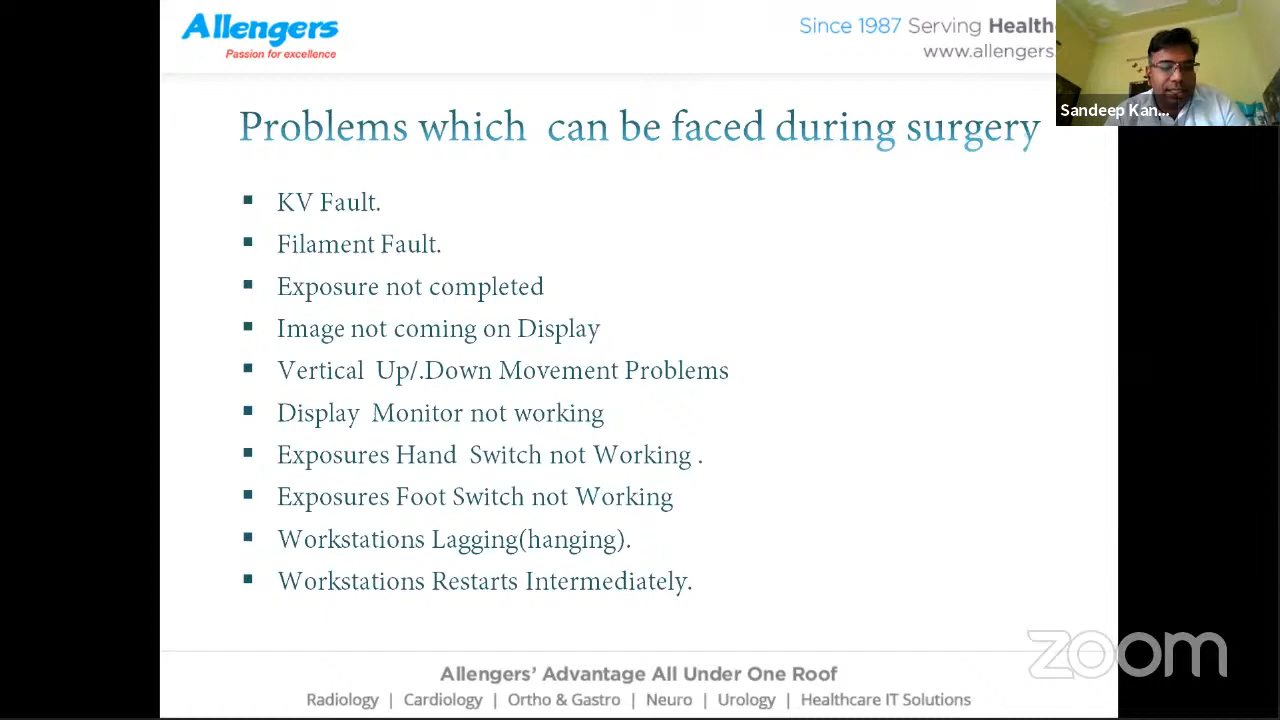 Allengers
Passion for excellence
Since 1987 Serving Health
www.allengers.
Sandeep Kan...
Problems which can be faced during surgery
▪ KV Fault.
▪ Filament Fault.
▪ Exposure not completed
▪ Image not coming on Display
▪ Vertical Up/.Down Movement Problems
▪ Display Monitor not working
▪ Exposures Hand Switch not Working .
▪ Exposures Foot Switch not Working
▪ Workstations Lagging(hanging).
▪ Workstations Restarts Intermediately.
zoom
Allengers' Advantage All Under One Roof
Radiology | Cardiology | Ortho & Gastro | Neuro | Urology | Healthcare IT Solutions